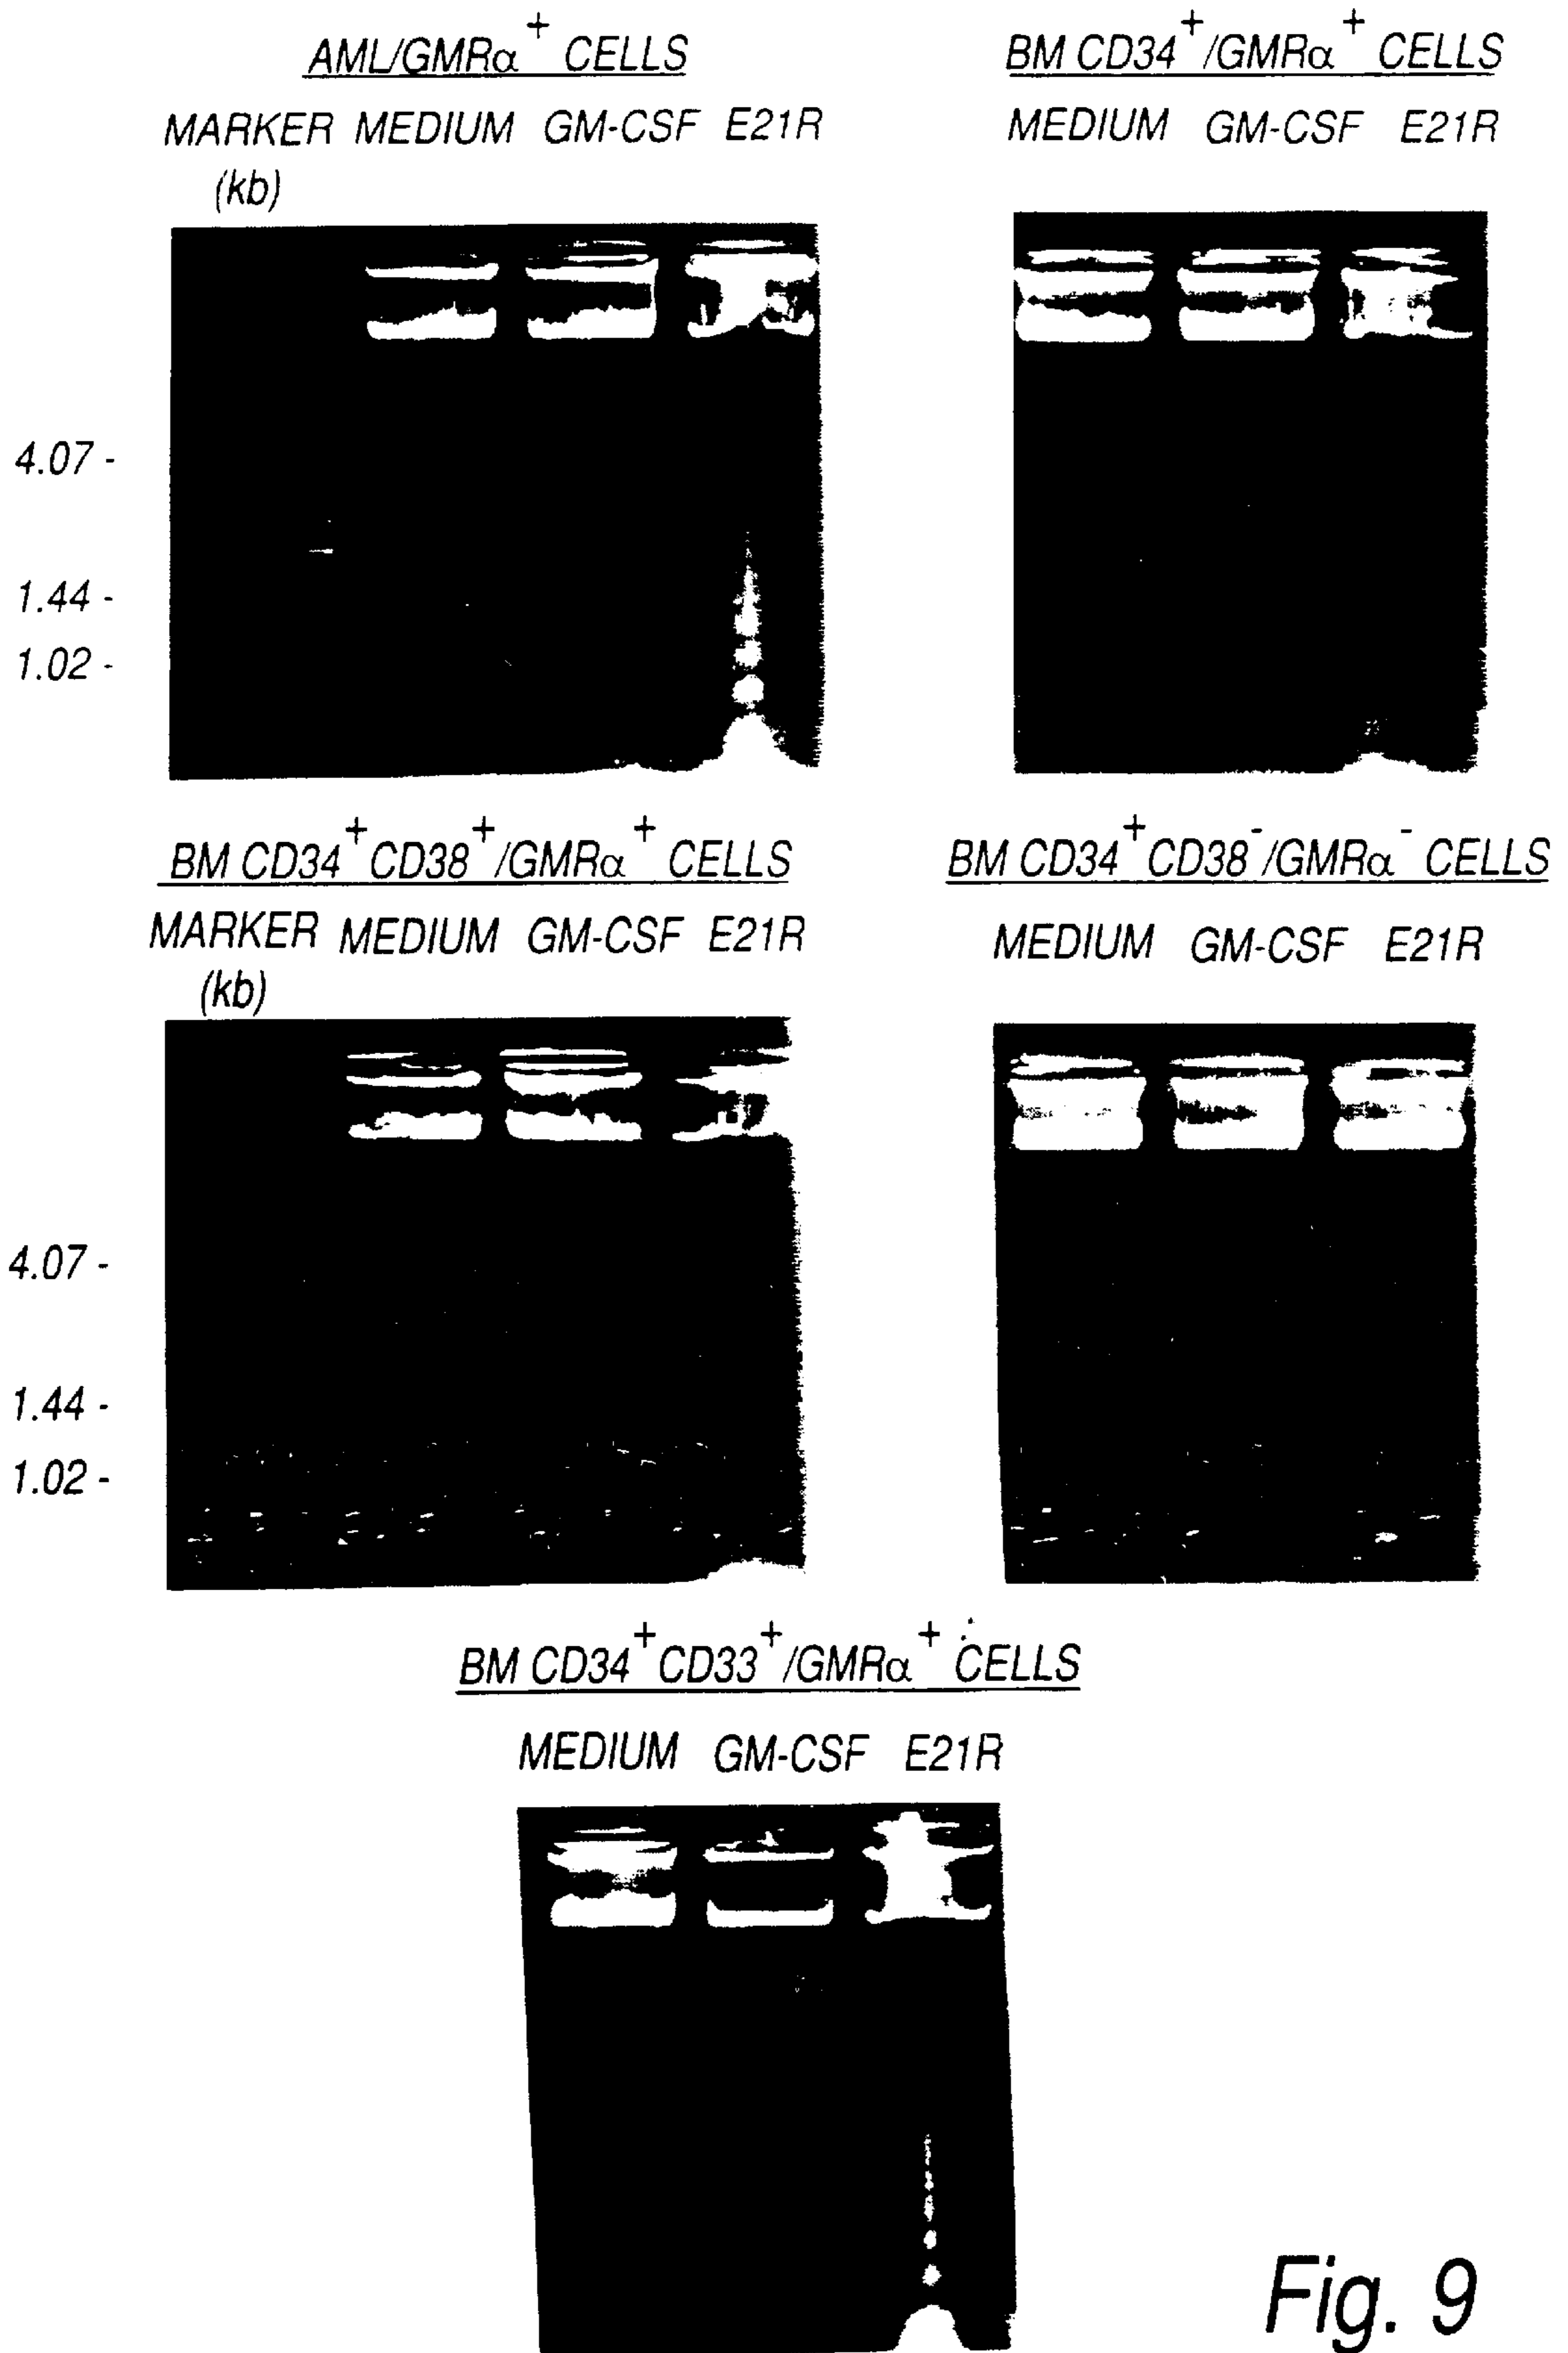 AML/GMRα+ CELLS
MARKER MEDIUM GM-CSF E21R
(kb)
4.07 -
1.44 -
1.02 -
BM CD34+/GMRα+ CELLS
MEDIUM GM-CSF E21R
BM CD34+CD38+/GMRα+ CELLS
MARKER MEDIUM GM-CSF E21R
(kb)
4.07 -
1.44 -
1.02 -
BM CD34+CD38-/GMRα- CELLS
MEDIUM GM-CSF E21R
BM CD34+CD33+/GMRα+ CELLS
MEDIUM GM-CSF E21R
Fig. 9